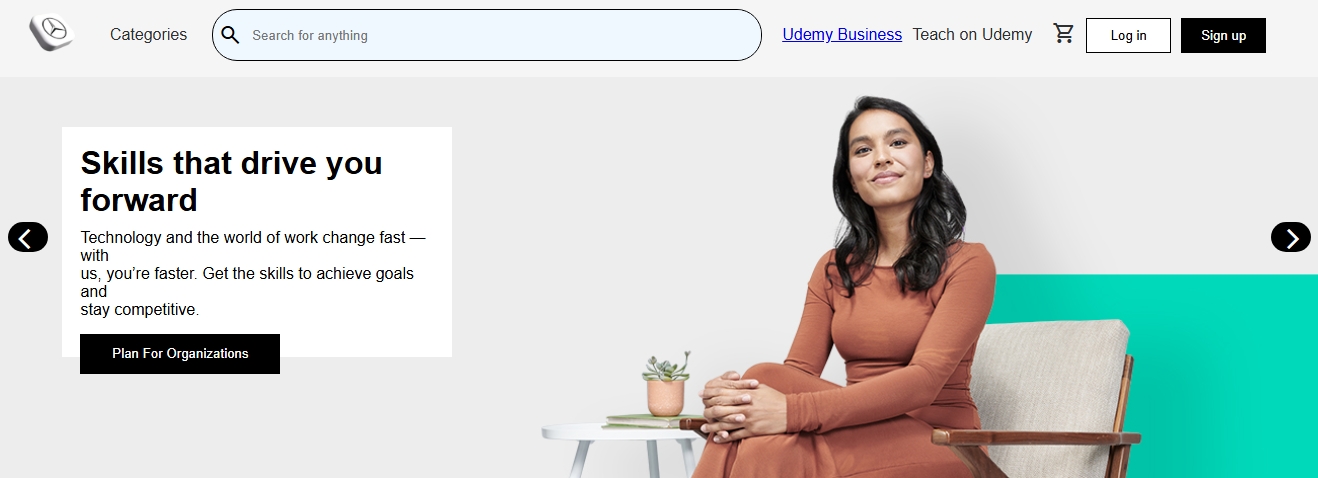 Categories
Search for anything
Udemy Business
Teach on Udemy
Log in
Sign up
Skills that drive you
forward
Technology and the world of work change fast —
with
us, you’re faster. Get the skills to achieve goals
and
stay competitive.
Plan For Organizations